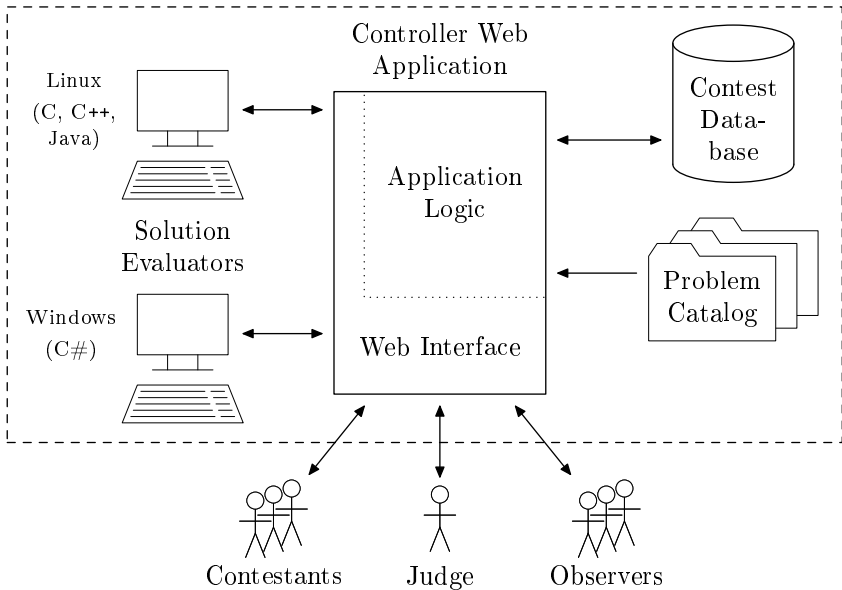 Controller Web
Application
Linux
(C, C++,
Java)
Contest
Data-
base
Application
Logic
Solution
Evaluators
Problem
Catalog
Windows
(C#)
Web Interface
Contestants
Judge
Observers